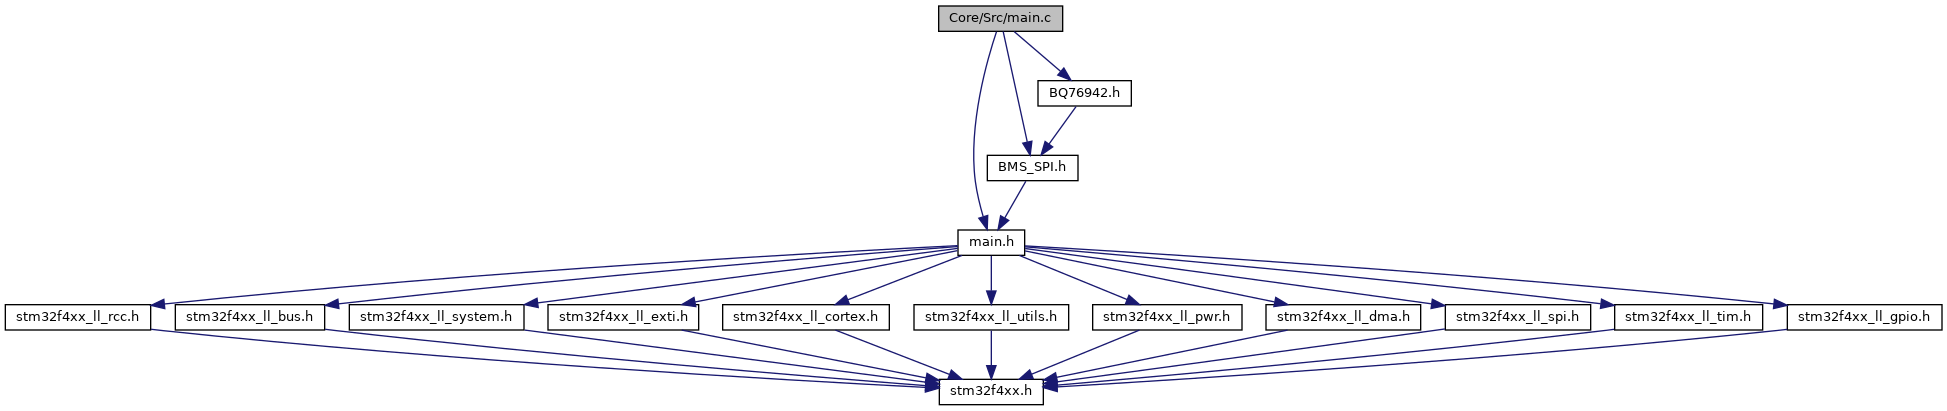 Core/Src/main.c
BQ76942.h
BMS_SPI.h
main.h
stm32f4xx_ll_rcc.h
stm32f4xx_ll_bus.h
stm32f4xx_ll_system.h
stm32f4xx_ll_exti.h
stm32f4xx_ll_cortex.h
stm32f4xx_ll_utils.h
stm32f4xx_ll_pwr.h
stm32f4xx_ll_dma.h
stm32f4xx_ll_spi.h
stm32f4xx_ll_tim.h
stm32f4xx_ll_gpio.h
stm32f4xx.h